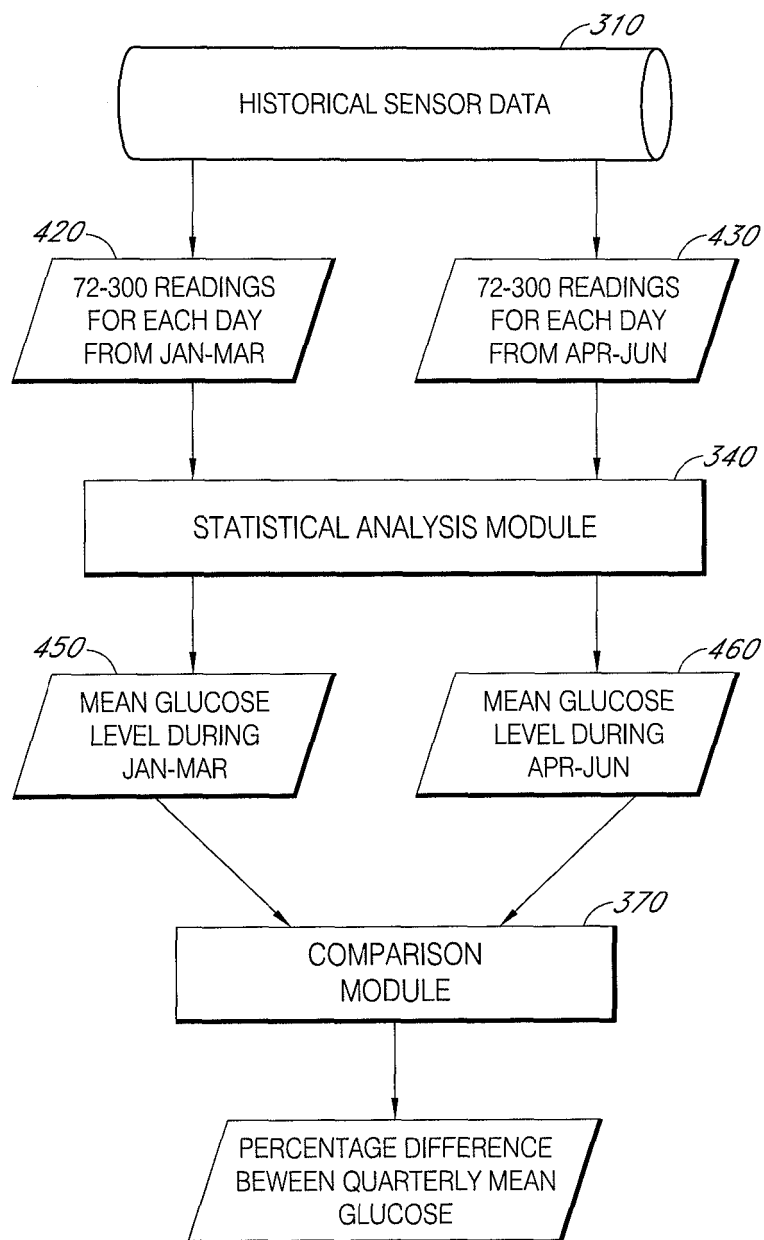 310
HISTORICAL SENSOR DATA
420
430
72-300 READINGS
FOR EACH DAY
FROM JAN-MAR
72-300 READINGS
FOR EACH DAY
FROM APR-JUN
340
STATISTICAL ANALYSIS MODULE
450
460
MEAN GLUCOSE
LEVEL DURING
JAN-MAR
MEAN GLUCOSE
LEVEL DURING
APR-JUN
370
COMPARISON
MODULE
PERCENTAGE DIFFERENCE
BEWEEN QUARTERLY MEAN
GLUCOSE